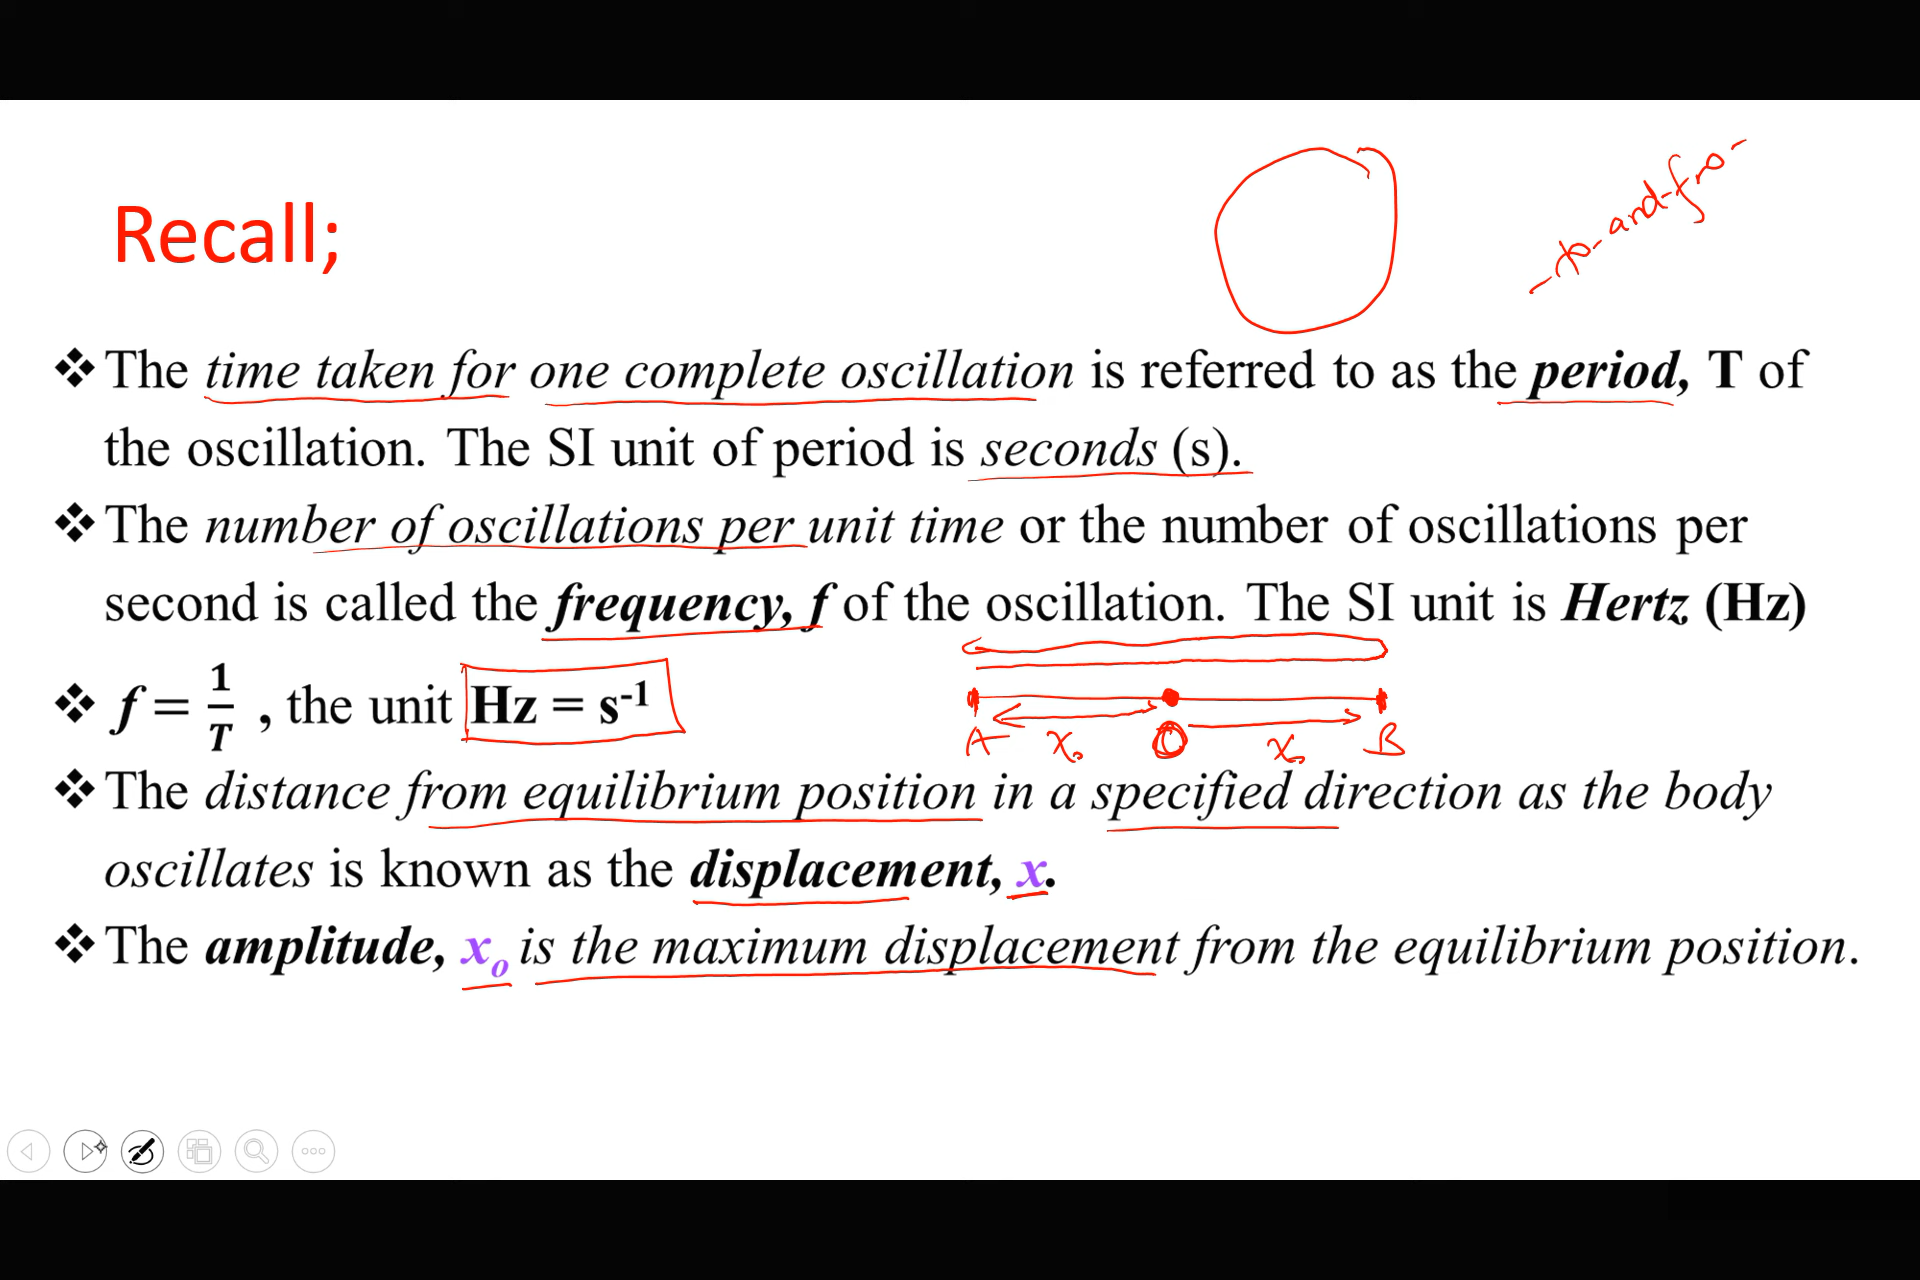 -to-and-fro-
Recall;
❖ The time taken for one complete oscillation is referred to as the period, T of
the oscillation. The SI unit of period is seconds (s).
❖ The number of oscillations per unit time or the number of oscillations per
second is called the frequency, f of the oscillation. The SI unit is Hertz (Hz)
❖ f = 1/T , the unit Hz = s⁻¹
A x₀ O x₀ B
❖ The distance from equilibrium position in a specified direction as the body
oscillates is known as the displacement, x.
❖ The amplitude, xₒ is the maximum displacement from the equilibrium position.